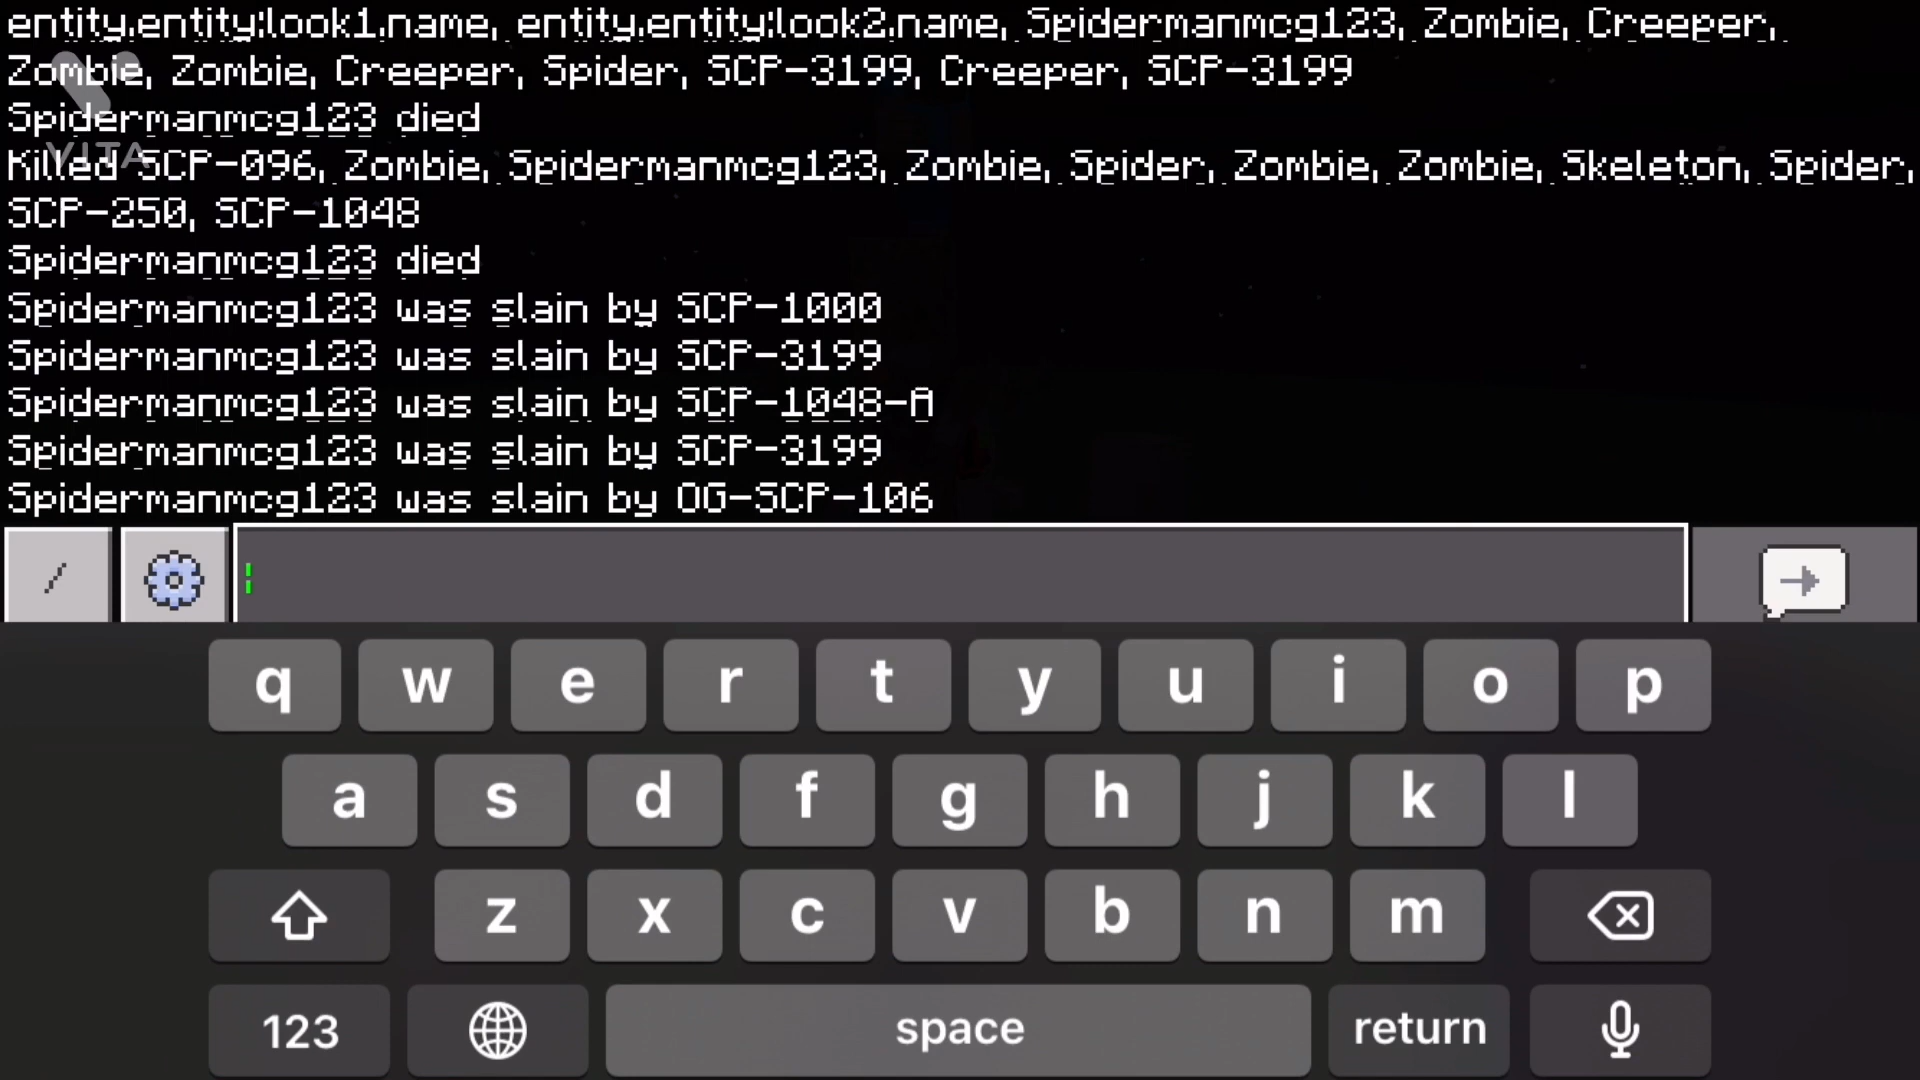 entity.entity:look1.name, entity.entity:look2.name, Spidermanmcg123, Zombie, Creeper,
Zombie, Zombie, Creeper, Spider, SCP-3199, Creeper, SCP-3199
Spidermanmcg123 died
VITA
Killed SCP-096, Zombie, Spidermanmcg123, Zombie, Spider, Zombie, Zombie, Skeleton, Spider,
SCP-250, SCP-1048
Spidermanmcg123 died
Spidermanmcg123 was slain by SCP-1000
Spidermanmcg123 was slain by SCP-3199
Spidermanmcg123 was slain by SCP-1048-A
Spidermanmcg123 was slain by SCP-3199
Spidermanmcg123 was slain by OG-SCP-106
/
q w e r t y u i o p
a s d f g h j k l
z x c v b n m
123 space return